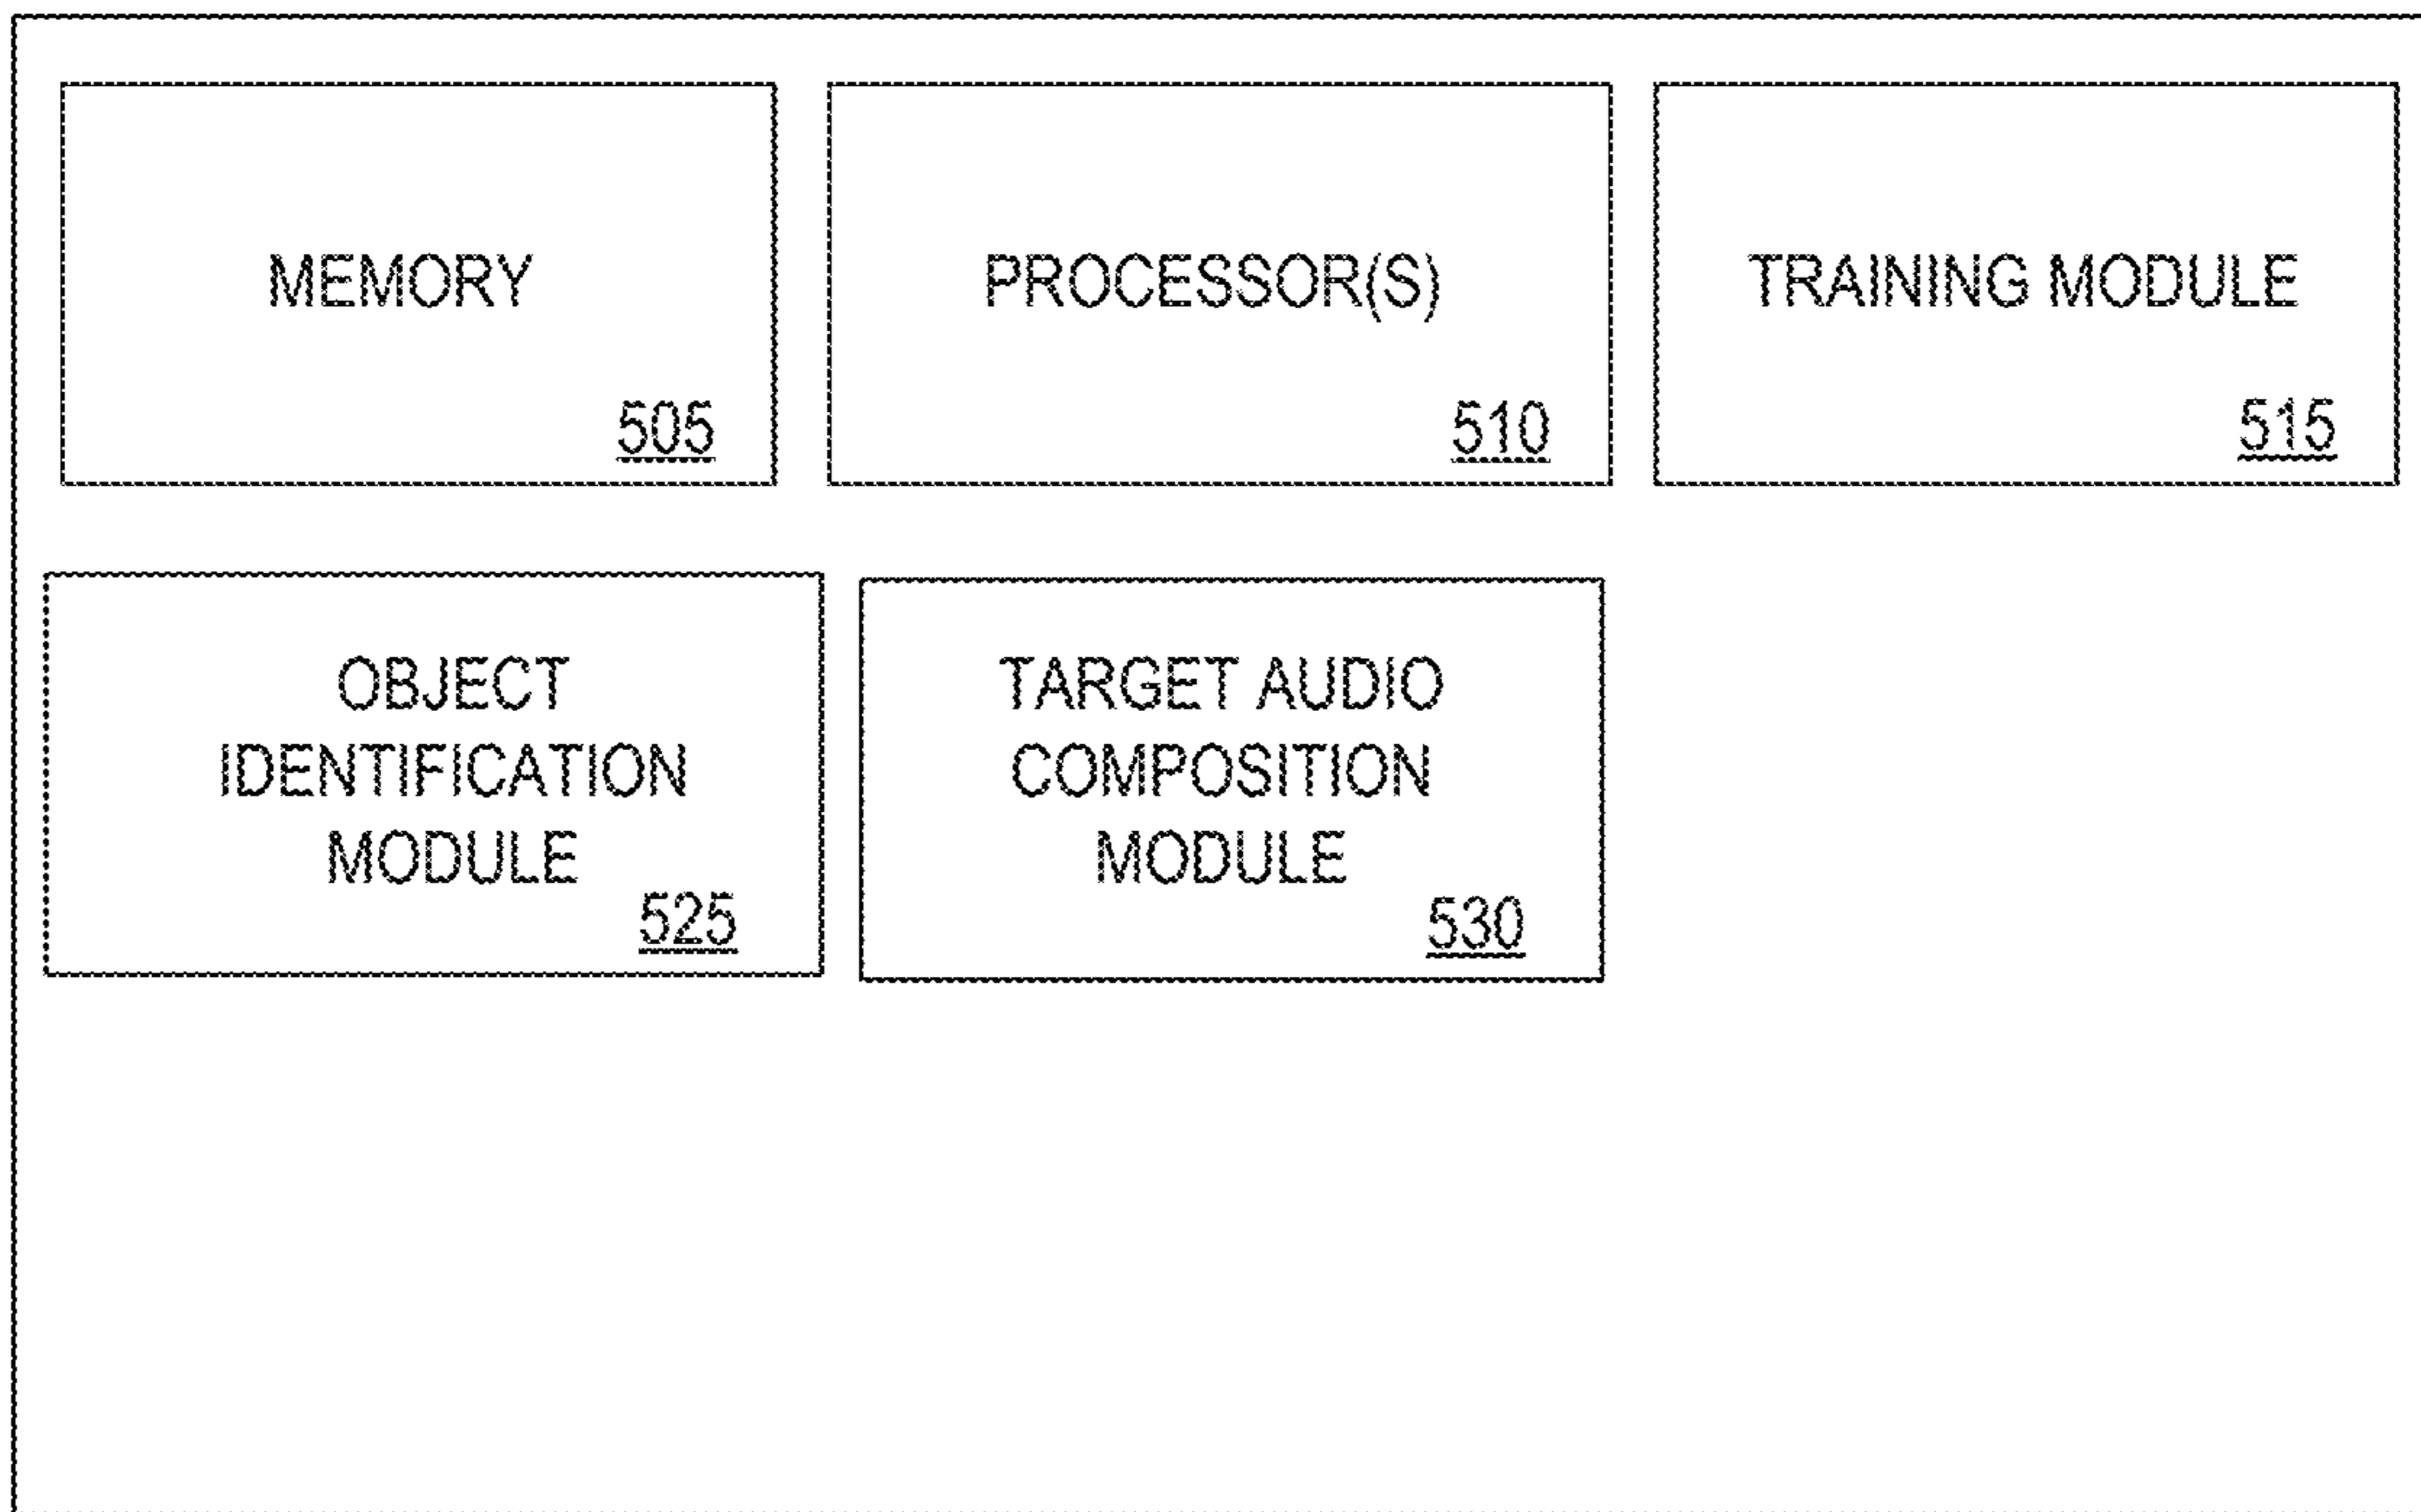 MEMORY
505
PROCESSOR(S)
510
TRAINING MODULE
515
OBJECT
IDENTIFICATION
MODULE
525
TARGET AUDIO
COMPOSITION
MODULE
530